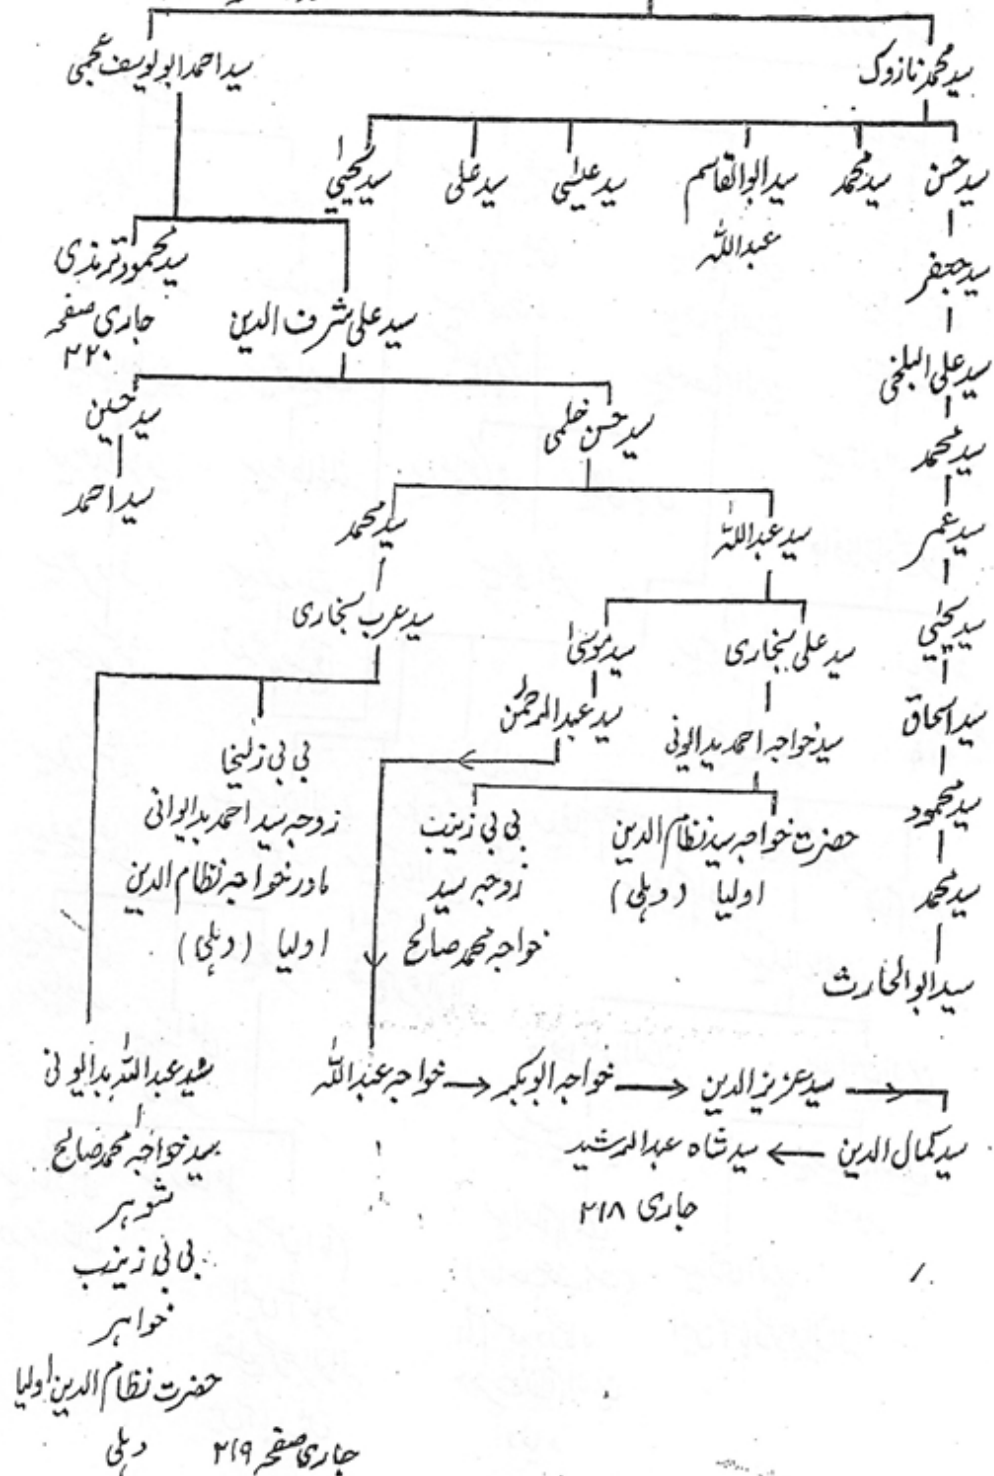 سید محمد نازوک
سید احمد ابو یوسف عجمی
سید حسن
سید محمد
سید ابوالقاسم
عبداللہ
سید عیسٰی
سید علی
سید یحییٰ
سید جعفر
سید علی البلخی
سید محمد
سید عمر
سید یحییٰ
سید اسحاق
سید محمود
سید محمد
سید ابو الحارث
سید محمود ترمذی
جاری صفحہ
۲۲۰
سید علی شرف الدین
سید حسین
سید احمد
سید حسن خلمی
سید عبداللہ
سید محمد
سید عرب بخاری
سید علی بخاری
سید موسیٰ
سید عبدالرحمٰن
سید خواجہ احمد بدایونی
حضرت خواجہ سید نظام الدین
اولیا (دہلی)
بی بی زینب
زوجہ سید
خواجہ محمد صالح
بی بی زلیخا
زوجہ سید احمد بدایوانی
مادر خواجہ نظام الدین
اولیا (دہلی)
خواجہ عبداللہ → خواجہ ابوبکر → سید عزیز الدین →
سید کمال الدین ← سید شاہ عبدالرشید
جاری ۲۱۸
سید عبداللہ بدایونی
سید خواجہ محمد صالح
شوہر
بی بی زینب
خواہر
حضرت نظام الدین اولیا
دہلی
جاری صفحہ ۲۱۹